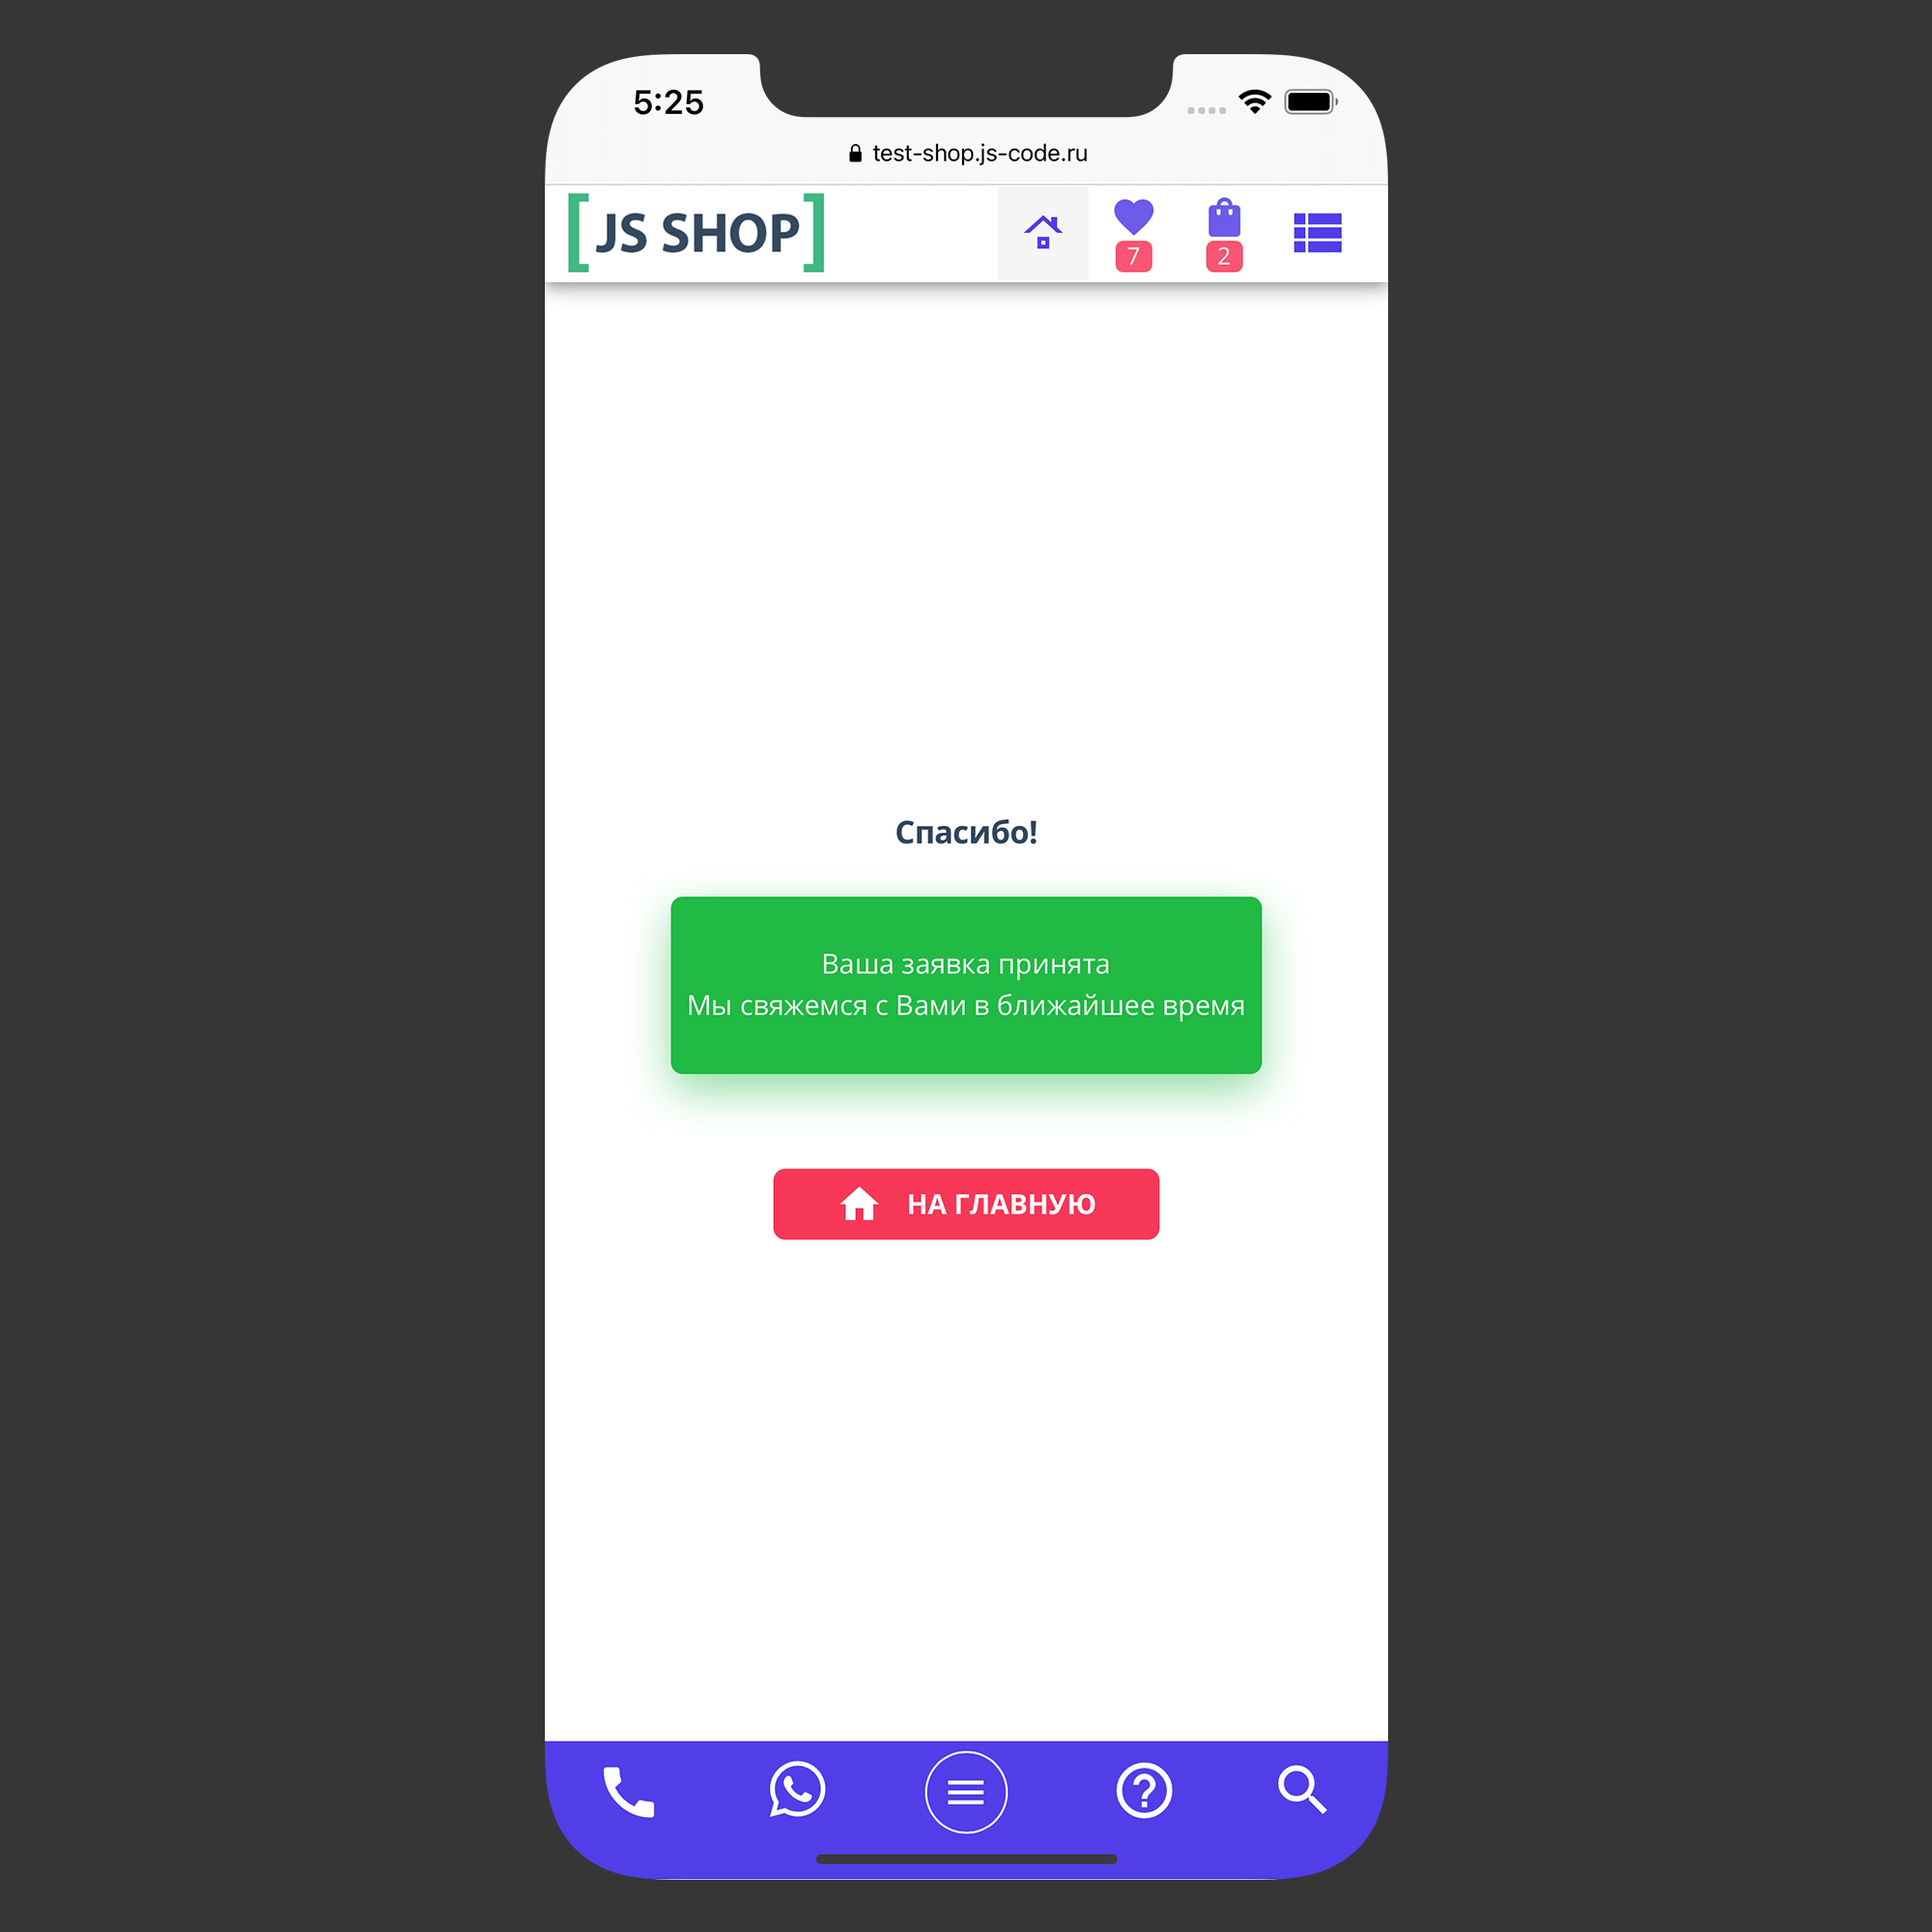 5:25
test-shop.js-code.ru
[JS SHOP]
7
2
Спасибо!
Ваша заявка принята
Мы свяжемся с Вами в ближайшее время
НА ГЛАВНУЮ